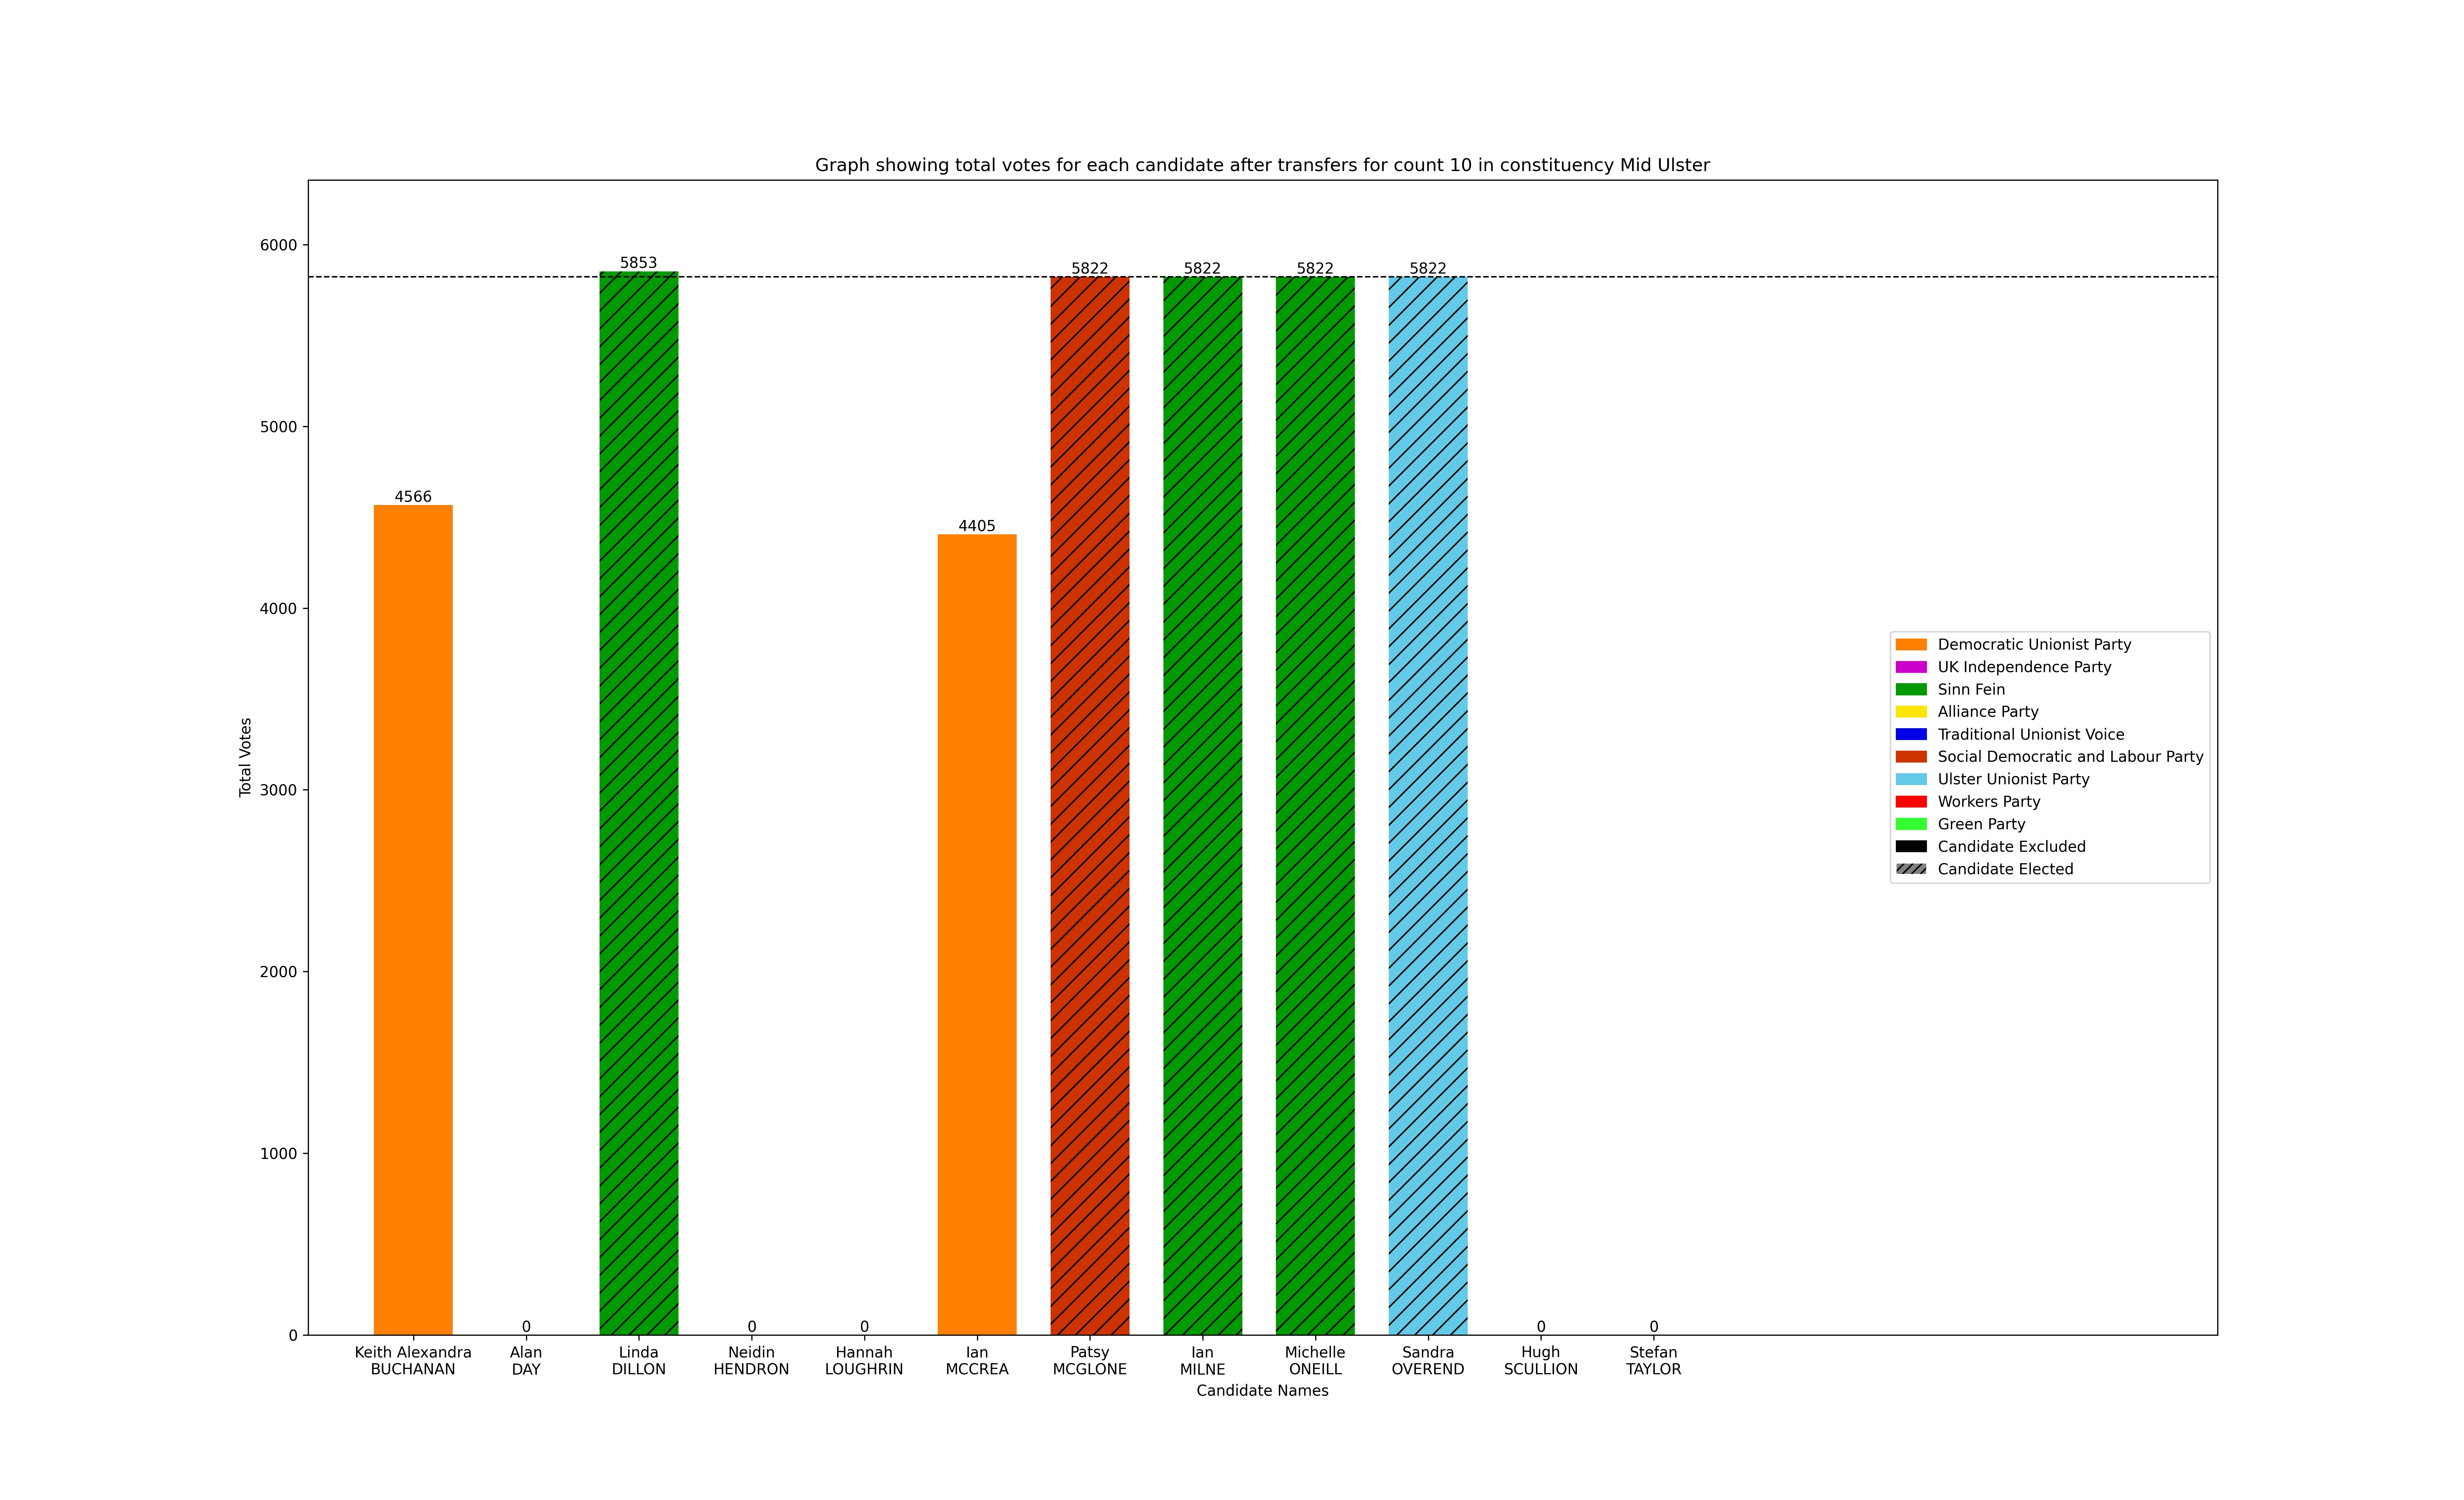 Graph showing total votes for each candidate after transfers for count 10 in constituency Mid Ulster
6000
5000
4000
3000
2000
1000
0
Total Votes
4566
0
5853
0
0
4405
5822
5822
5822
5822
0
0
Keith Alexandra
BUCHANAN
Alan
DAY
Linda
DILLON
Neidin
HENDRON
Hannah
LOUGHRIN
Ian
MCCREA
Patsy
MCGLONE
Ian
MILNE
Michelle
ONEILL
Sandra
OVEREND
Hugh
SCULLION
Stefan
TAYLOR
Candidate Names
Democratic Unionist Party
UK Independence Party
Sinn Fein
Alliance Party
Traditional Unionist Voice
Social Democratic and Labour Party
Ulster Unionist Party
Workers Party
Green Party
Candidate Excluded
Candidate Elected